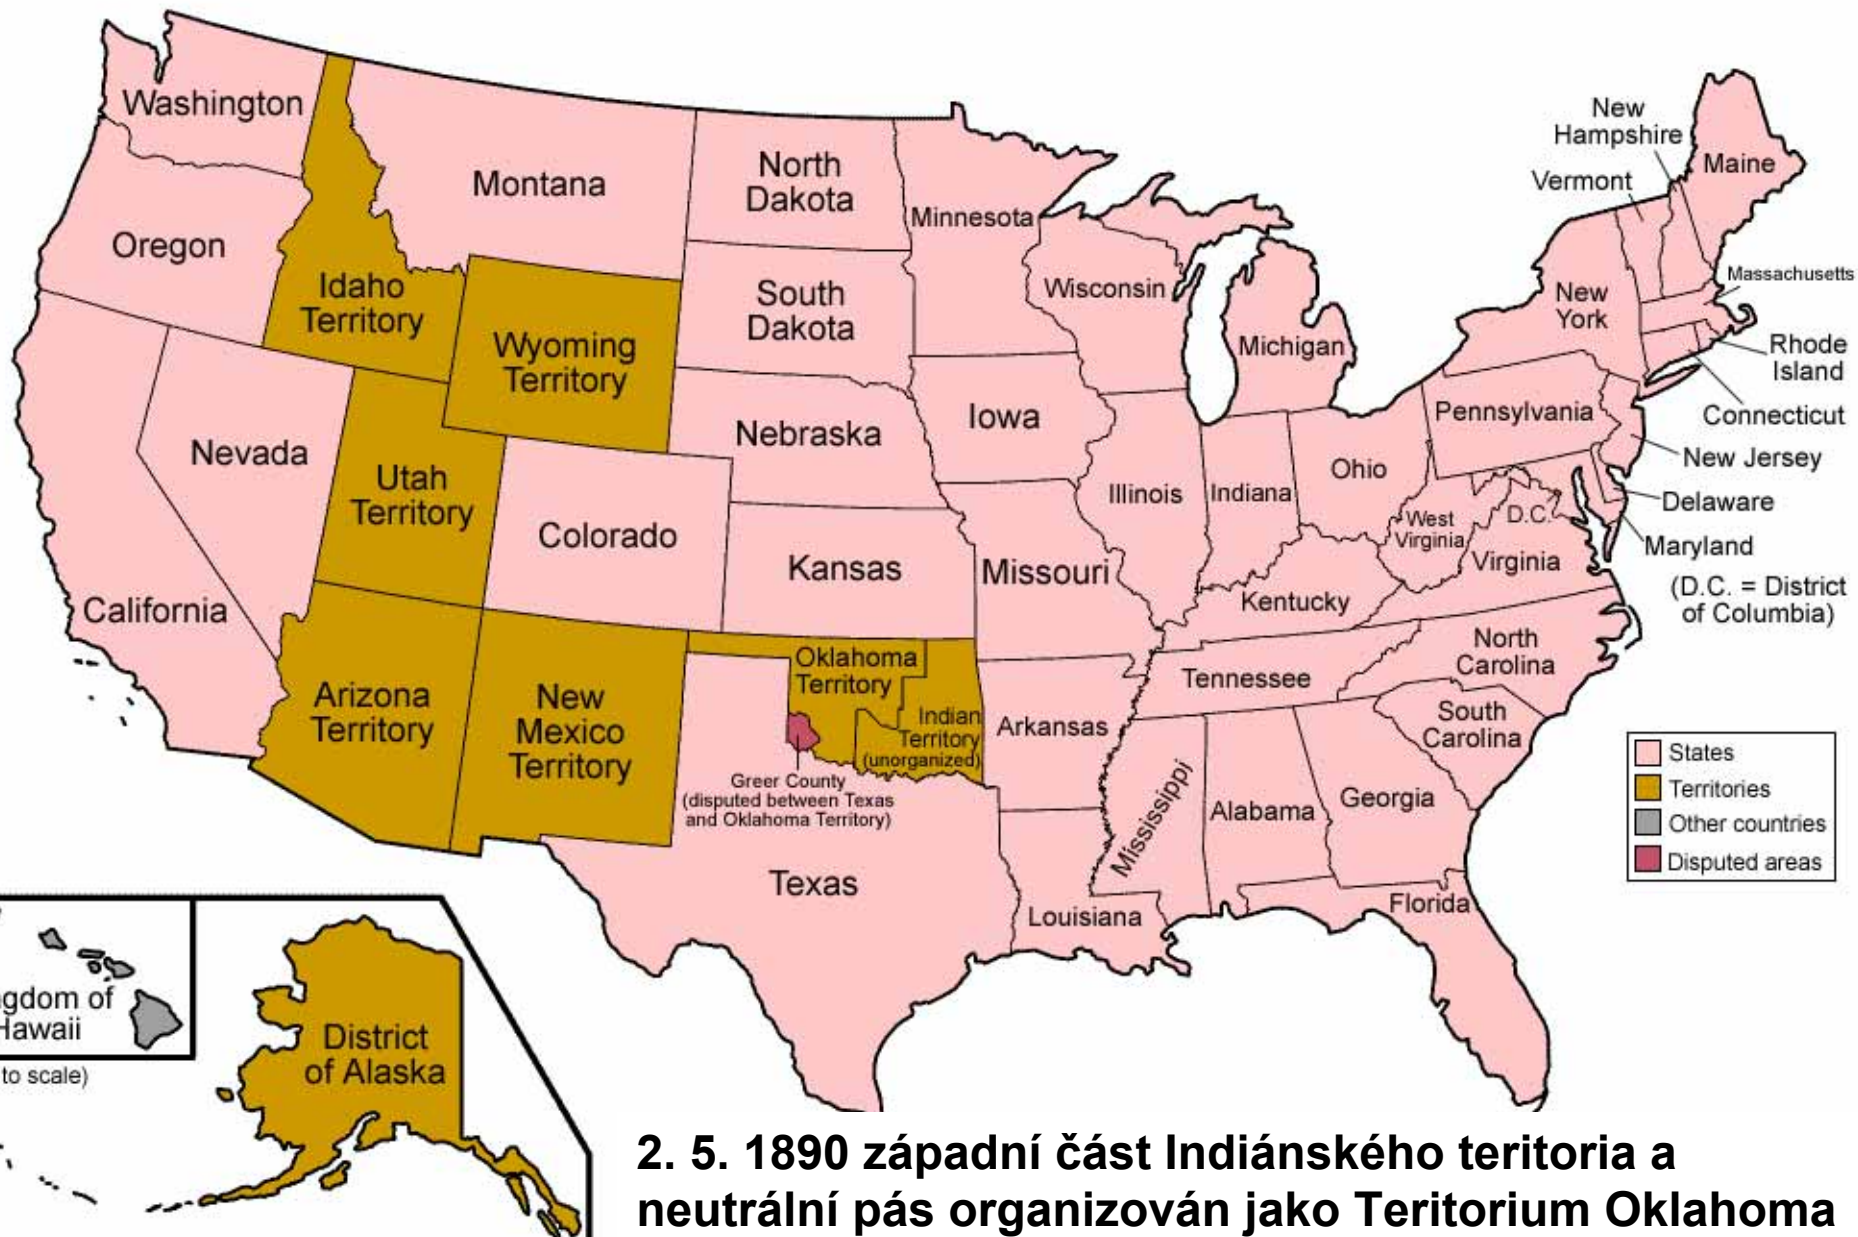 Washington
Montana
North
Dakota
Minnesota
New
Hampshire
Vermont
Maine
Oregon
Idaho
Territory
Wyoming
Territory
South
Dakota
Wisconsin
Michigan
New
York
Massachusetts
Rhode
Island
Connecticut
New Jersey
Delaware
Maryland
(D.C. = District
of Columbia)
Nevada
Utah
Territory
Colorado
Nebraska
Iowa
Illinois
Indiana
Ohio
Pennsylvania
West
Virginia
D.C.
Virginia
California
Kansas
Missouri
Kentucky
Arizona
Territory
New
Mexico
Territory
Oklahoma
Territory
Indian
Territory
(unorganized)
Arkansas
Tennessee
North
Carolina
South
Carolina
Greer County
(disputed between Texas
and Oklahoma Territory)
Texas
Louisiana
Mississippi
Alabama
Georgia
Florida
States
Territories
Other countries
Disputed areas
gdom of
Hawaii
to scale)
District
of Alaska
2. 5. 1890 západní část Indiánského teritoria a
neutrální pás organizován jako Teritorium Oklahoma